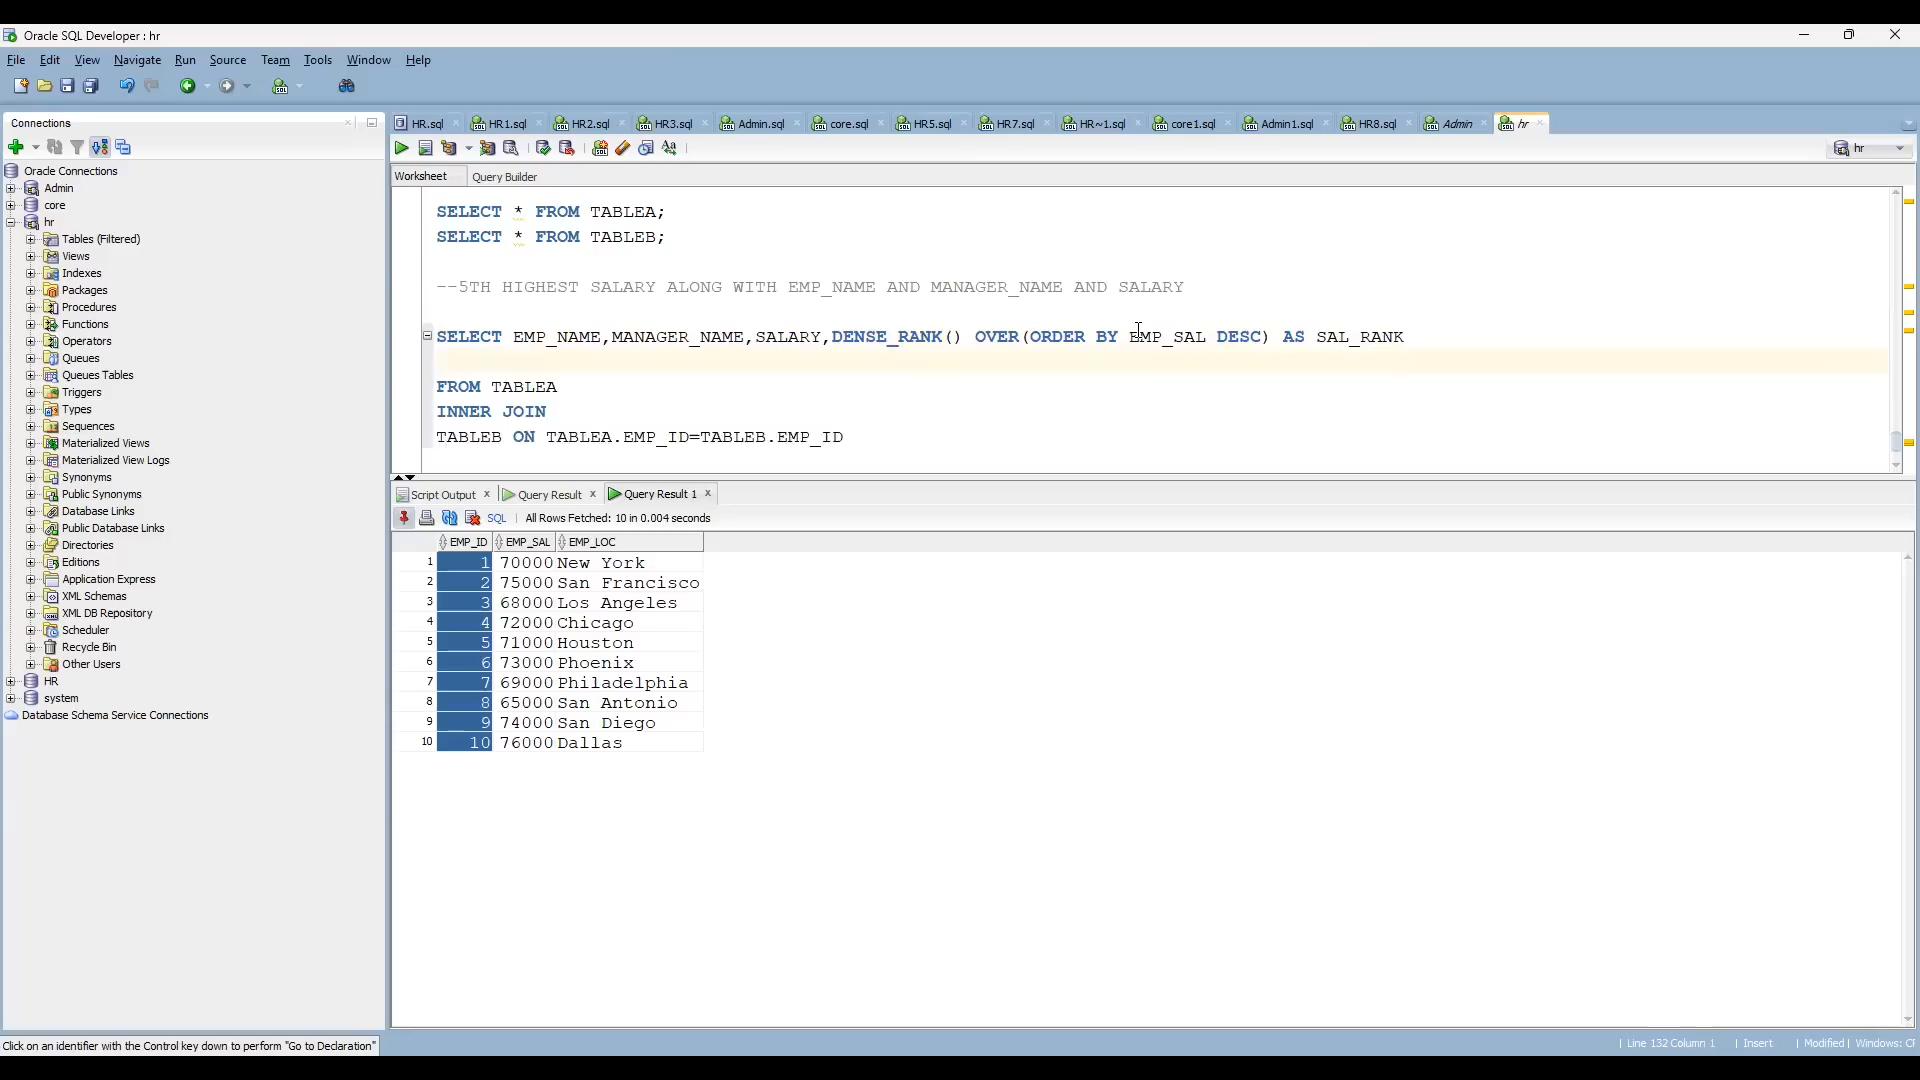 Oracle SQL Developer : hr
File Edit View Navigate Run Source Team Tools Window Help
Connections
HR.sql HR1.sql HR2.sql HR3.sql Admin.sql core.sql HR5.sql HR7.sql HR~1.sql core1.sql Admin1.sql HR8.sql Admin hr
hr
Oracle Connections
Admin
core
hr
Tables (Filtered)
Views
Indexes
Packages
Procedures
Functions
Operators
Queues
Queues Tables
Triggers
Types
Sequences
Materialized Views
Materialized View Logs
Synonyms
Public Synonyms
Database Links
Public Database Links
Directories
Editions
Application Express
XML Schemas
XML DB Repository
Scheduler
Recycle Bin
Other Users
HR
system
Database Schema Service Connections
Worksheet Query Builder
SELECT * FROM TABLEA;
SELECT * FROM TABLEB;
--5TH HIGHEST SALARY ALONG WITH EMP_NAME AND MANAGER_NAME AND SALARY
SELECT EMP_NAME,MANAGER_NAME,SALARY,DENSE_RANK() OVER(ORDER BY EMP_SAL DESC) AS SAL_RANK
FROM TABLEA
INNER JOIN
TABLEB ON TABLEA.EMP_ID=TABLEB.EMP_ID
Script Output Query Result Query Result 1
SQL All Rows Fetched: 10 in 0.004 seconds
EMP_ID EMP_SAL EMP_LOC
1 1 70000 New York
2 2 75000 San Francisco
3 3 68000 Los Angeles
4 4 72000 Chicago
5 5 71000 Houston
6 6 73000 Phoenix
7 7 69000 Philadelphia
8 8 65000 San Antonio
9 9 74000 San Diego
10 10 76000 Dallas
Click on an identifier with the Control key down to perform "Go to Declaration"
Line 132 Column 1 Insert Modified Windows: CF